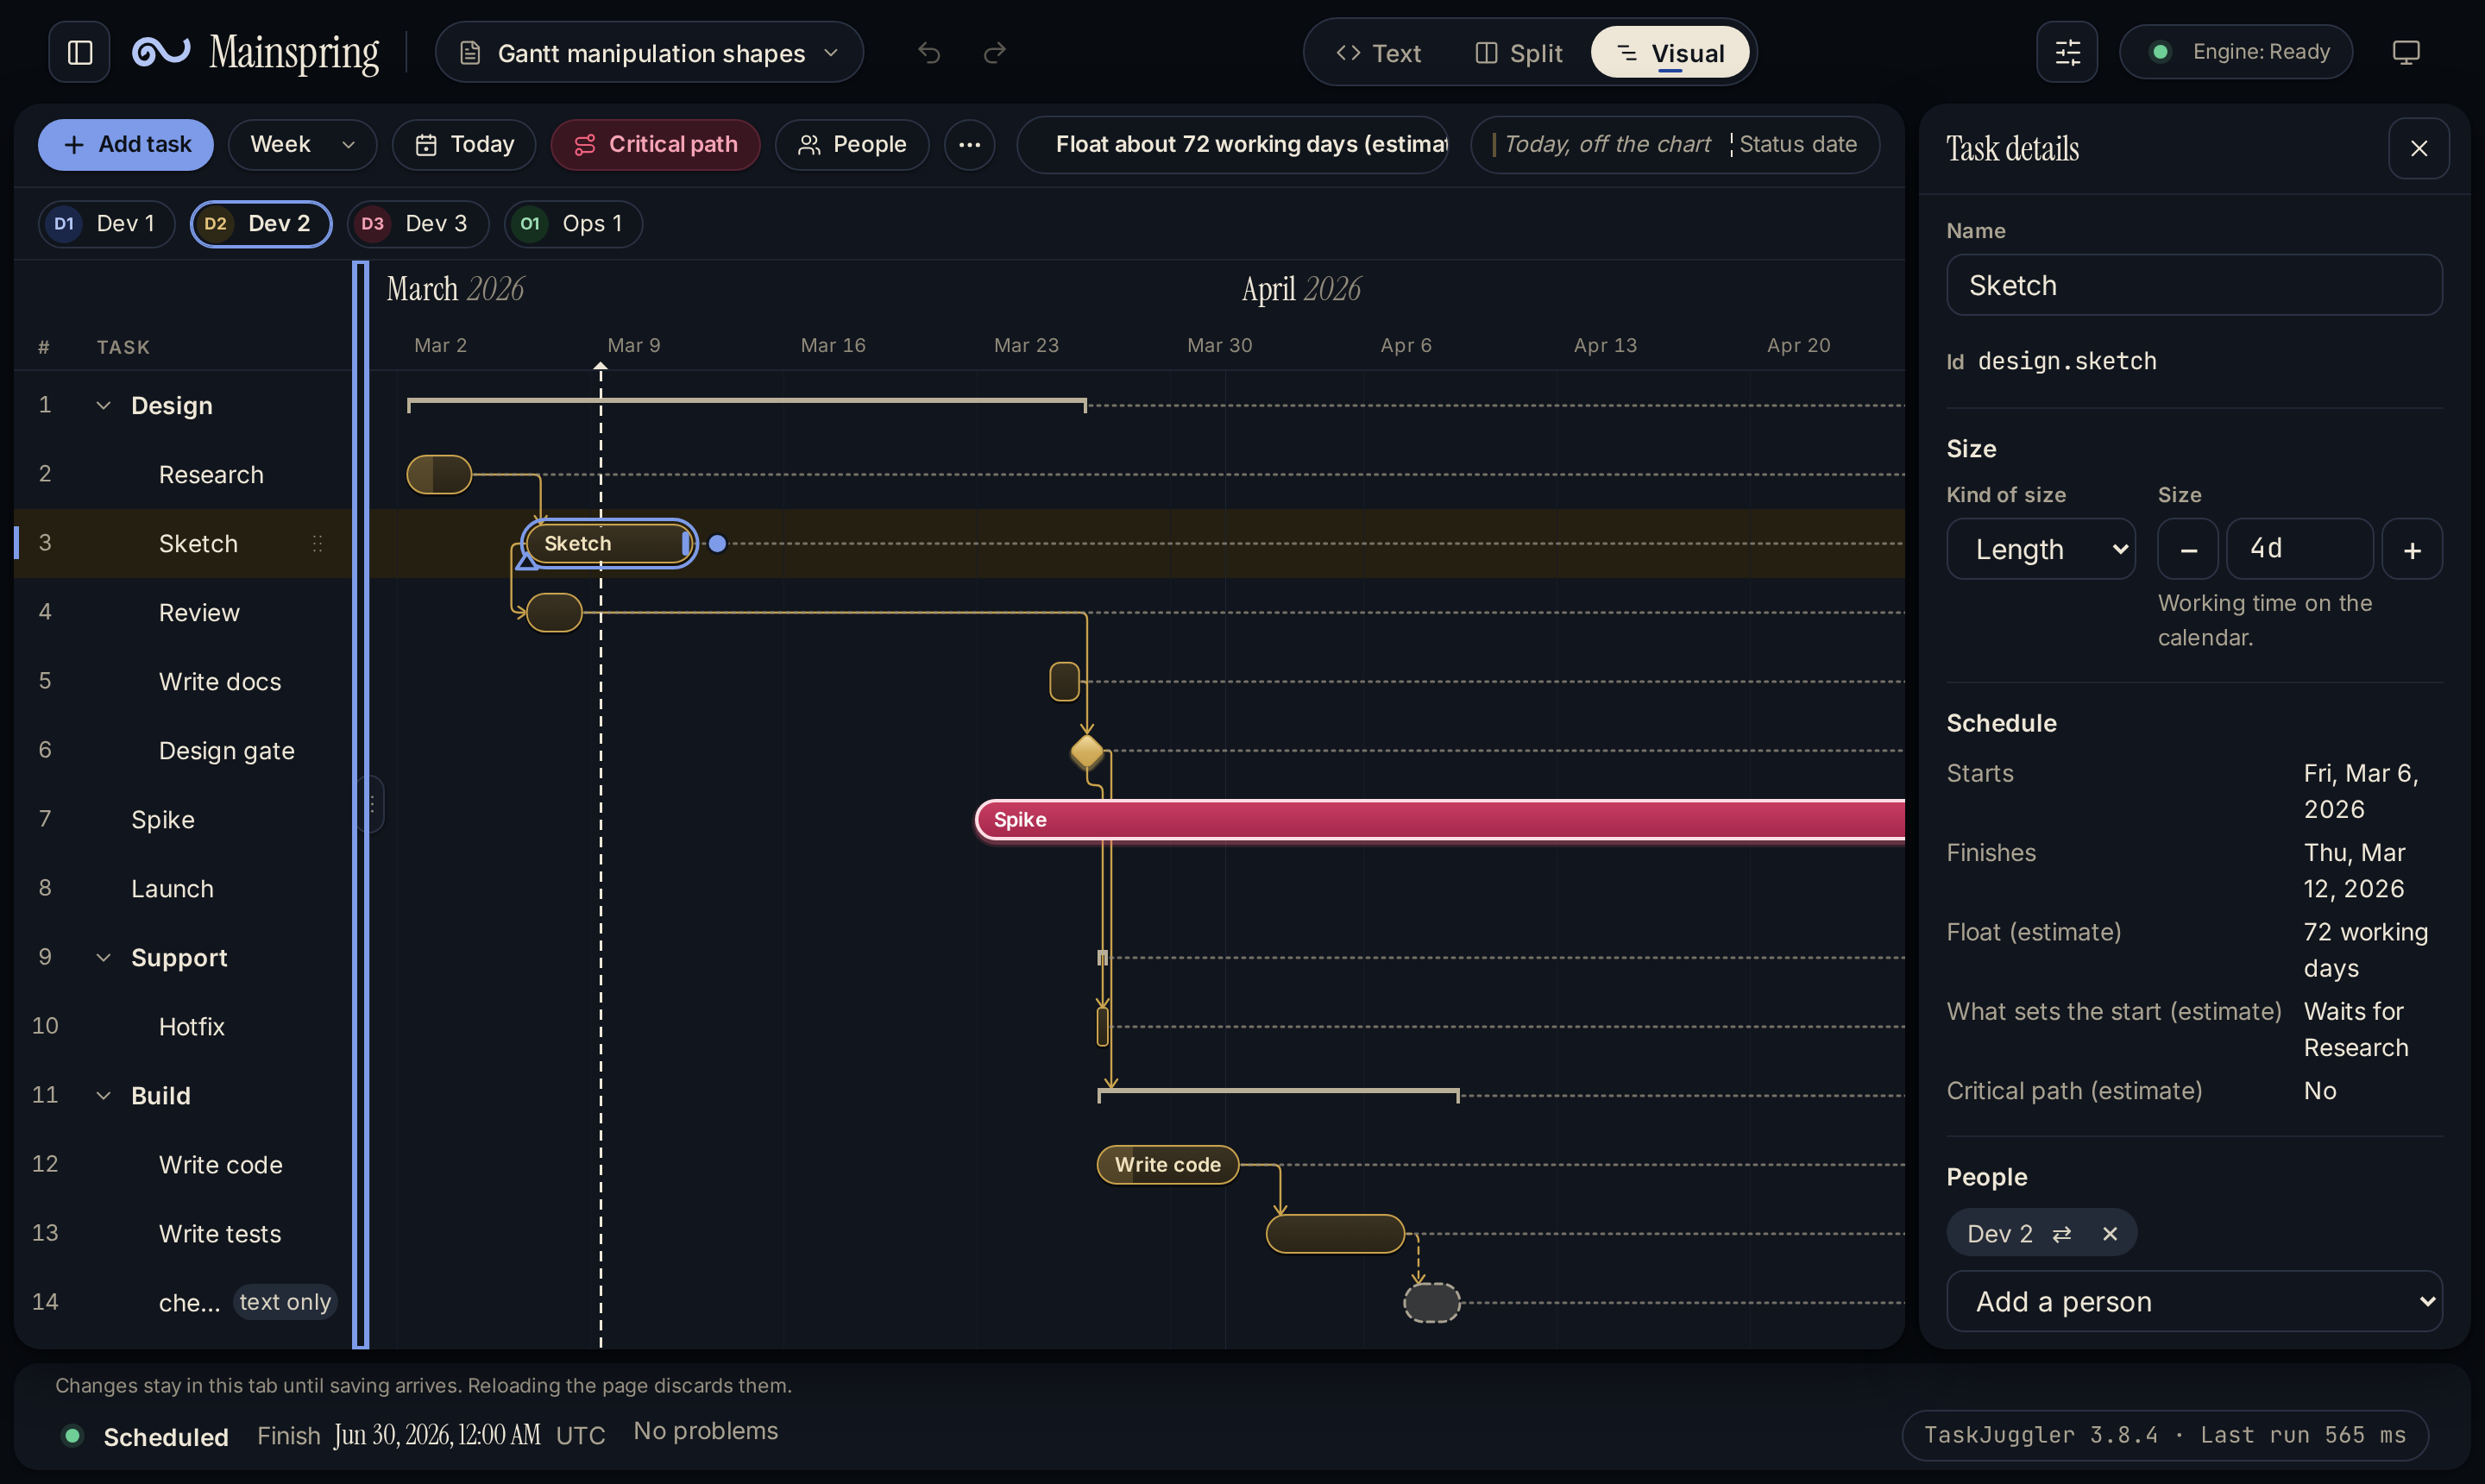 Mainspring
Gantt manipulation shapes
Text
Split
Visual
Engine: Ready
Add task
Week
Today
Critical path
People
Float about 72 working days (estimat
Today, off the chart
Status date
D1 Dev 1
D2 Dev 2
D3 Dev 3
O1 Ops 1
March 2026
April 2026
# TASK
Mar 2
Mar 9
Mar 16
Mar 23
Mar 30
Apr 6
Apr 13
Apr 20
1 Design
2 Research
3 Sketch
Sketch
4 Review
5 Write docs
6 Design gate
7 Spike
Spike
8 Launch
9 Support
10 Hotfix
11 Build
12 Write code
Write code
13 Write tests
14 che... text only
Task details
Name
Sketch
Id design.sketch
Size
Kind of size
Size
Length
−
4d
+
Working time on the
calendar.
Schedule
Starts
Fri, Mar 6,
2026
Finishes
Thu, Mar
12, 2026
Float (estimate)
72 working
days
What sets the start (estimate)
Waits for
Research
Critical path (estimate)
No
People
Dev 2
Add a person
Changes stay in this tab until saving arrives. Reloading the page discards them.
Scheduled
Finish Jun 30, 2026, 12:00 AM UTC
No problems
TaskJuggler 3.8.4 · Last run 565 ms